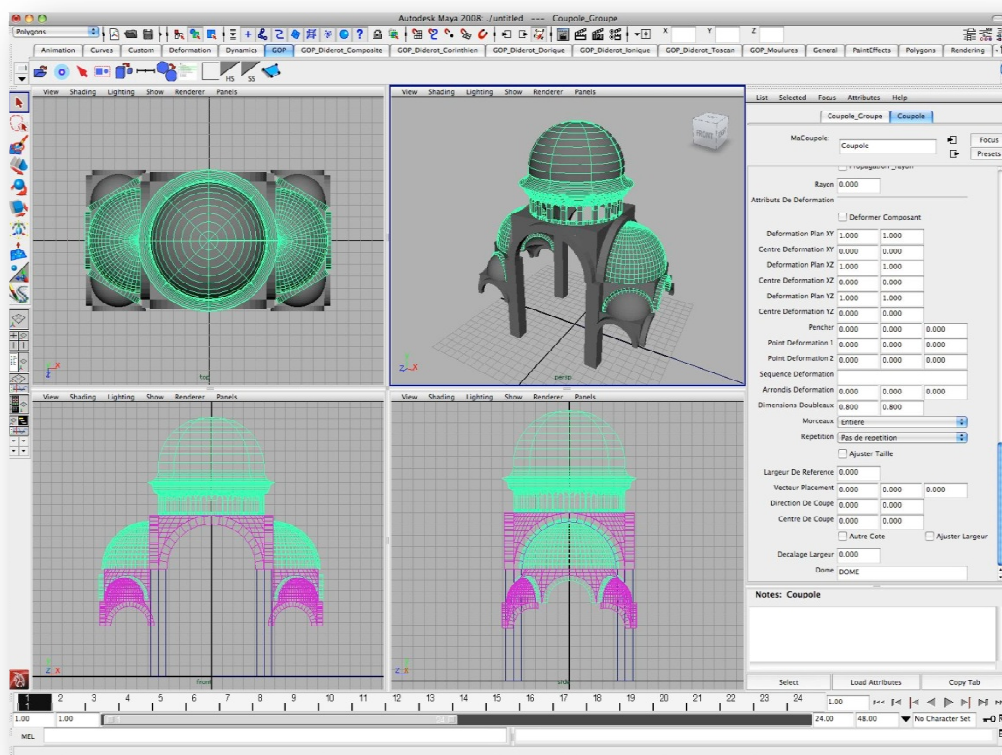 Autodesk Maya 2008: ./untitled --- Coupole_Groupe
Polygons
X Y Z
Animation Curves Custom Deformation Dynamics GOP GOP_Diderot_Composite GOP_Diderot_Corinthien GOP_Diderot_Dorique GOP_Diderot_Ionique GOP_Diderot_Toscan GOP_Moulures General PaintEffects Polygons Rendering
HS SS
View Shading Lighting Show Renderer Panels
View Shading Lighting Show Renderer Panels
List Selected Focus Attributes Help
Coupole_Groupe Coupole
MaCoupole: Coupole
Focus
Presets
FRONT
Propagation_rayon
Rayon 0.000
Attributs De Deformation
Deformer Composant
Deformation Plan XY 1.000 1.000
Centre Deformation XY 0.000 0.000
Deformation Plan XZ 1.000 1.000
Centre Deformation XZ 0.000 0.000
Deformation Plan YZ 1.000 1.000
Centre Deformation YZ 0.000 0.000
Pencher 0.000 0.000 0.000
Point Deformation 1 0.000 0.000 0.000
Point Deformation 2 0.000 0.000 0.000
Sequence Deformation
Arrondis Deformation 0.000 0.000 0.000
Dimensions Doubleaux 0.800 0.800
Morceaux Entiere
Repetition Pas de repetition
Ajuster Taille
Largeur De Reference 0.000
Vecteur Placement 0.000 0.000 0.000
Direction De Coupe 0.000 0.000
Centre De Coupe 0.000 0.000
Autre Cote Ajuster Largeur
Decalage Largeur 0.000
Dome DOME
Notes: Coupole
Select Load Attributes Copy Tab
top
persp
View Shading Lighting Show Renderer Panels
View Shading Lighting Show Renderer Panels
front
side
1 2 3 4 5 6 7 8 9 10 11 12 13 14 15 16 17 18 19 20 21 22 23 24 1.00
1.00 1.00 24.00 48.00 No Character Set
MEL